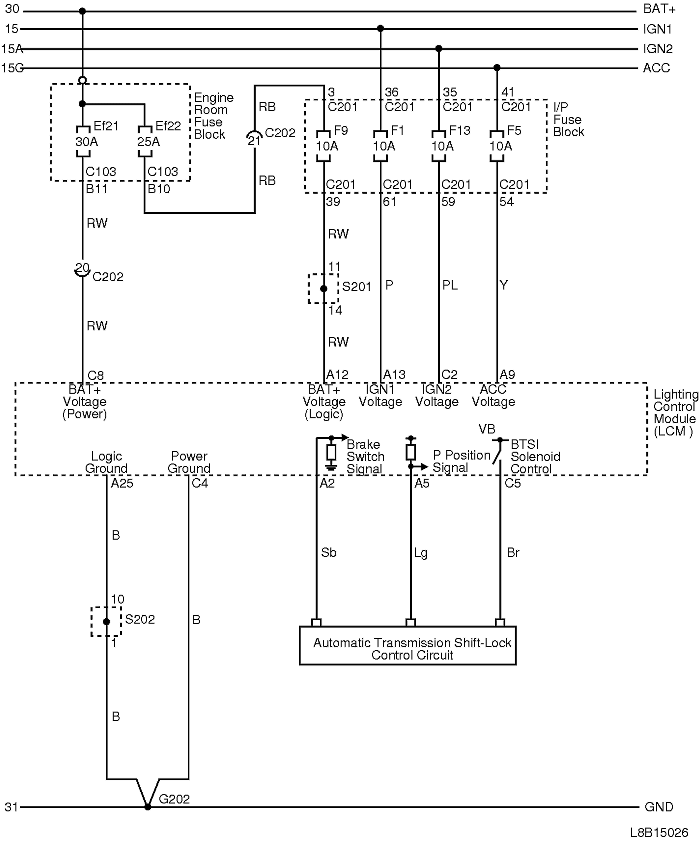 30 BAT+
15 IGN1
15A IGN2
15C ACC
Engine
Room
Fuse
Block
Ef21
30A
Ef22
25A
C103
B11
C103
B10
RB
C202
21
RB
3
C201
36
C201
35
C201
41
C201
I/P
Fuse
Block
F9
10A
F1
10A
F13
10A
F5
10A
C201
39
C201
61
C201
59
C201
54
RW
20
C202
RW
RW
11
S201
14
RW
P
PL
Y
C8
BAT+
Voltage
(Power)
A12
BAT+
Voltage
(Logic)
A13
IGN1
Voltage
C2
IGN2
Voltage
A9
ACC
Voltage
Lighting
Control
Module
(LCM )
Logic
Ground
Power
Ground
Brake
Switch
Signal
P Position
Signal
VB
BTSI
Solenoid
Control
A25
C4
A2
A5
C5
B
10
S202
1
B
B
Sb
Lg
Br
Automatic Transmission Shift-Lock
Control Circuit
G202
31 GND
L8B15026